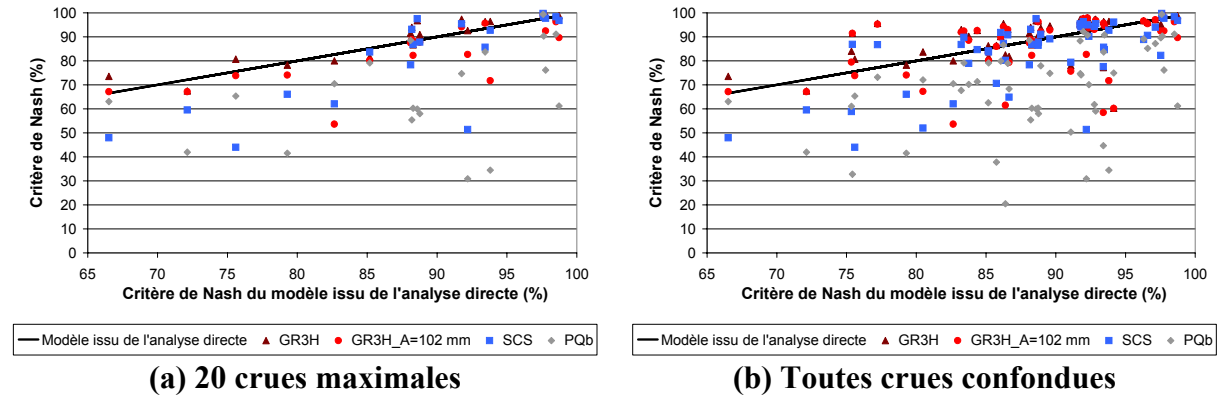 100
90
80
70
60
50
40
30
20
10
0
Critère de Nash (%)
65 70 75 80 85 90 95 100
Critère de Nash du modèle issu de l'analyse directe (%)
Modèle issu de l'analyse directe GR3H GR3H_A=102 mm SCS PQb
(a) 20 crues maximales
100
90
80
70
60
50
40
30
20
10
0
Critère de Nash (%)
65 70 75 80 85 90 95 100
Critère de Nash du modèle issu de l'analyse directe (%)
Modèle issu de l'analyse directe GR3H GR3H_A=102 mm SCS PQb
(b) Toutes crues confondues